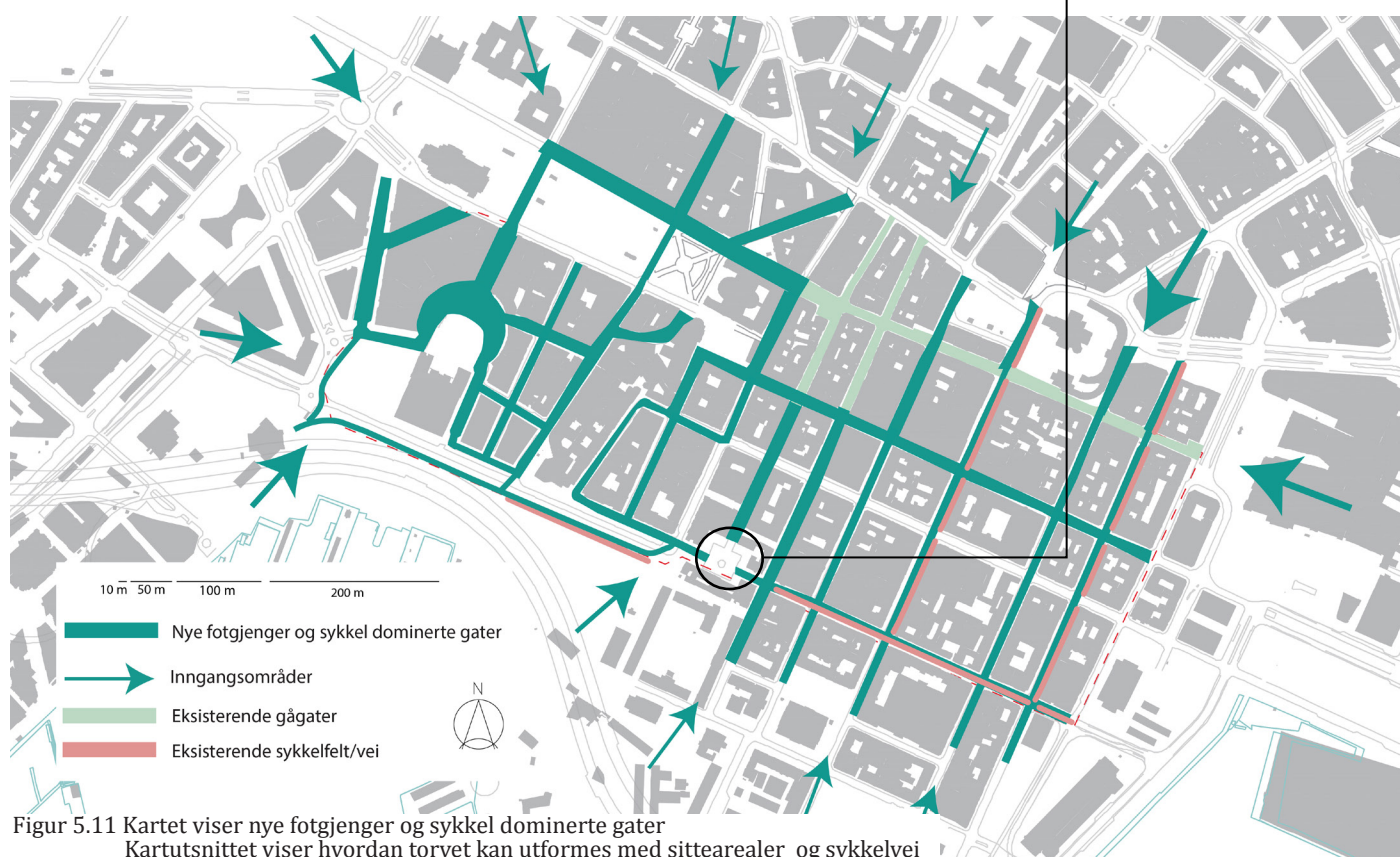 10 m 50 m 100 m 200 m
Nye fotgjenger og sykkel dominerte gater
Inngangsområder
Eksisterende gågater
Eksisterende sykkelfelt/vei
N
Figur 5.11 Kartet viser nye fotgjenger og sykkel dominerte gater
Kartutsnittet viser hvordan torvet kan utformes med sittearealer og sykkelvei